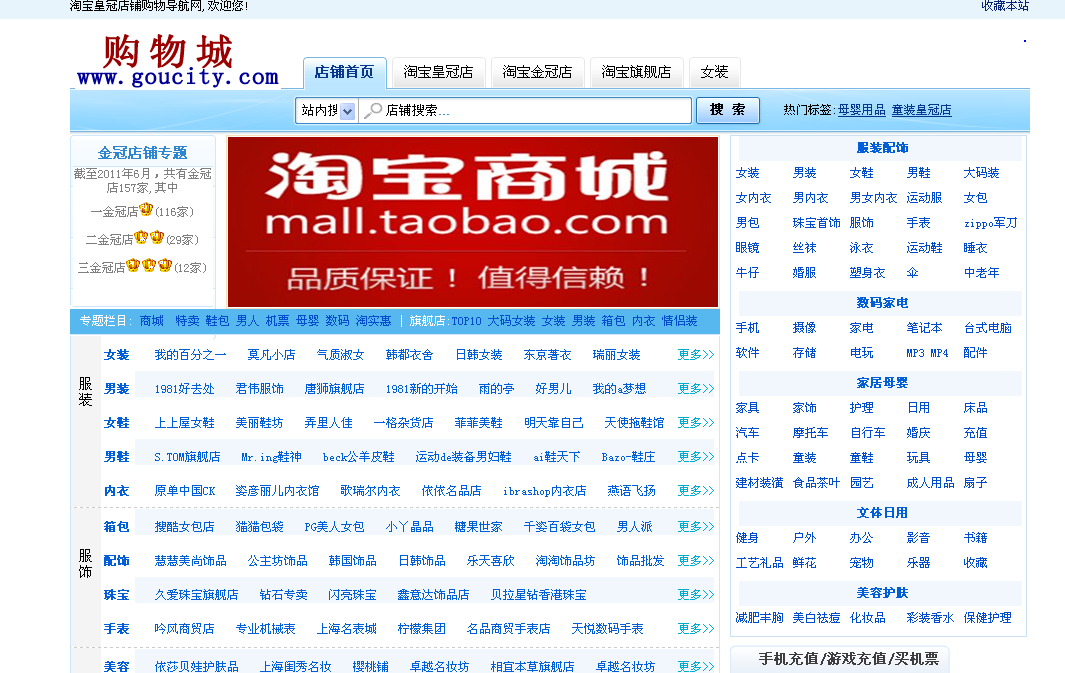 淘宝皇冠店铺购物导航网, 欢迎您!
收藏本站
购物城
www.goucity.com
店铺首页 淘宝皇冠店 淘宝金冠店 淘宝旗舰店 女装
站内搜 店铺搜索... 搜 索 热门标签: 母婴用品 童装皇冠店
金冠店铺专题
截至2011年6月，共有金冠
店157家, 其中
一金冠店(116家)
二金冠店(29家)
三金冠店(12家)
淘宝商城
mall.taobao.com
品质保证！ 值得信赖！
专题栏目: 商城 特卖 鞋包 男人 机票 母婴 数码 淘实惠 | 旗舰店:TOP10 大码女装 女装 男装 箱包 内衣 情侣装
服装
女装 我的百分之一 莫凡小店 气质淑女 韩都衣舍 日韩女装 东京著衣 瑞丽女装 更多>>
男装 1981好去处 君伟服饰 唐狮旗舰店 1981新的开始 雨的亭 好男儿 我的a梦想 更多>>
女鞋 上上屋女鞋 美丽鞋坊 弄里人佳 一格杂货店 菲菲美鞋 明天靠自己 天使拖鞋馆 更多>>
男鞋 S.TOM旗舰店 Mr.ing鞋神 beck公羊皮鞋 运动de装备男妇鞋 ai鞋天下 Bazo-鞋庄 更多>>
内衣 原单中国CK 姿彦丽儿内衣馆 歌瑞尔内衣 依依名品店 ibrashop内衣店 燕语飞扬 更多>>
服饰
箱包 搜酷女包店 猫猫包袋 PG美人女包 小丫晶品 糖果世家 千姿百袋女包 男人派 更多>>
配饰 慧慧美尚饰品 公主坊饰品 韩国饰品 日韩饰品 乐天喜欣 淘淘饰品坊 饰品批发 更多>>
珠宝 久爱珠宝旗舰店 钻石专卖 闪亮珠宝 鑫意达饰品店 贝拉星钻香港珠宝 更多>>
手表 吟风商贸店 专业机械表 上海名表城 柠檬集团 名品商贸手表店 天悦数码手表 更多>>
美容 依莎贝娃护肤品 上海闺秀名妆 樱桃铺 卓越名妆坊 相宜本草旗舰店 卓越名妆坊 更多>>
服装配饰
女装 男装 女鞋 男鞋 大码装
女内衣 男内衣 男女内衣 运动服 女包
男包 珠宝首饰 服饰 手表 zippo军刀
眼镜 丝袜 泳衣 运动鞋 睡衣
牛仔 婚服 塑身衣 伞 中老年
数码家电
手机 摄像 家电 笔记本 台式电脑
软件 存储 电玩 MP3 MP4 配件
家居母婴
家具 家饰 护理 日用 床品
汽车 摩托车 自行车 婚庆 充值
点卡 童装 童鞋 玩具 母婴
建材装潢 食品茶叶 园艺 成人用品 扇子
文体日用
健身 户外 办公 影音 书籍
工艺礼品 鲜花 宠物 乐器 收藏
美容护肤
减肥丰胸 美白祛痘 化妆品 彩装香水 保健护理
手机充值/游戏充值/买机票